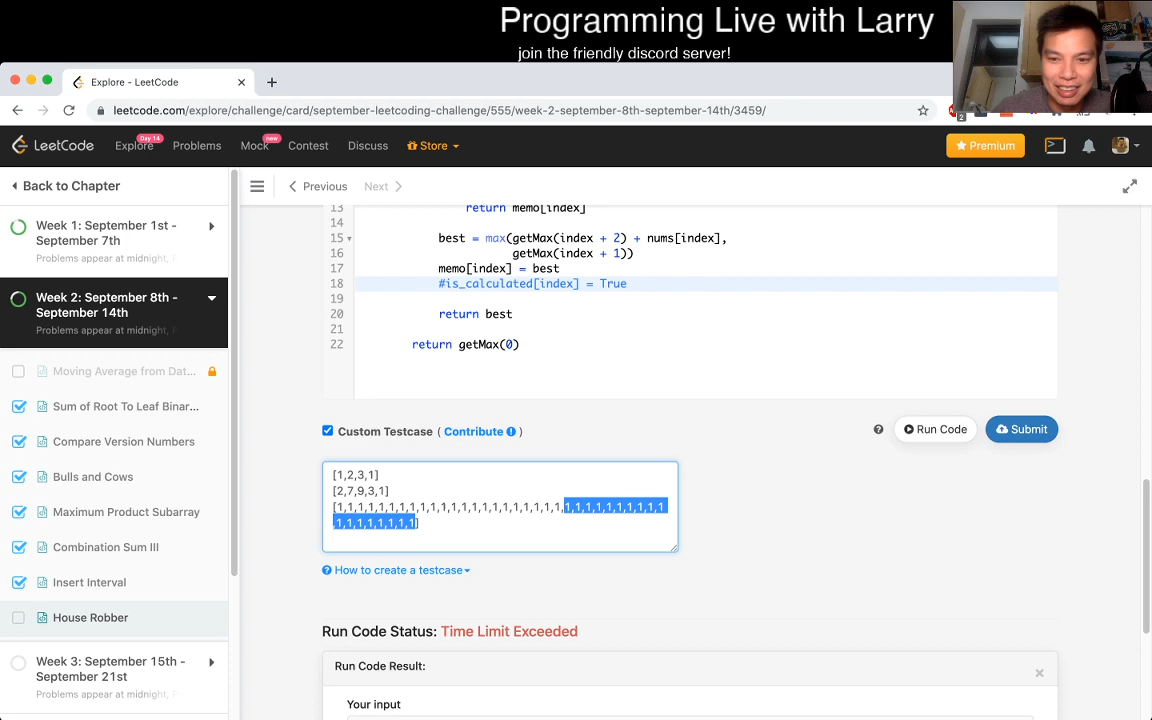 Programming Live with Larry
join the friendly discord server!
Explore - LeetCode
leetcode.com/explore/challenge/card/september-leetcoding-challenge/555/week-2-september-8th-september-14th/3459/
2
LeetCode
Explore
Day 14
Problems
Mock
new
Contest
Discuss
Store
Premium
Back to Chapter
Previous
Next
Week 1: September 1st -
September 7th
Problems appear at midnight,
Week 2: September 8th -
September 14th
Problems appear at midnight,
Moving Average from Dat...
Sum of Root To Leaf Binar...
Compare Version Numbers
Bulls and Cows
Maximum Product Subarray
Combination Sum III
Insert Interval
House Robber
Week 3: September 15th -
September 21st
Problems appear at midnight,
13 return memo[index]
14
15 best = max(getMax(index + 2) + nums[index],
16 getMax(index + 1))
17 memo[index] = best
18 #is_calculated[index] = True
19
20 return best
21
22 return getMax(0)
Custom Testcase ( Contribute )
Run Code
Submit
[1,2,3,1]
[2,7,9,3,1]
[1,1,1,1,1,1,1,1,1,1,1,1,1,1,1,1,1,1,1,1,1,1,1,1,1,1,1,1,1,1,1,1
,1,1,1,1,1,1,1,1]
How to create a testcase
Run Code Status: Time Limit Exceeded
Run Code Result:
Your input